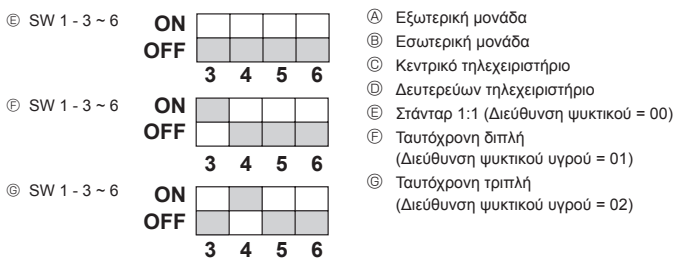 Ⓔ SW 1 - 3 ~ 6
ON
OFF
3 4 5 6
Ⓕ SW 1 - 3 ~ 6
ON
OFF
3 4 5 6
Ⓖ SW 1 - 3 ~ 6
ON
OFF
3 4 5 6
Ⓐ Εξωτερική μονάδα
Ⓑ Εσωτερική μονάδα
Ⓒ Κεντρικό τηλεχειριστήριο
Ⓓ Δευτερεύων τηλεχειριστήριο
Ⓔ Στάνταρ 1:1 (Διεύθυνση ψυκτικού = 00)
Ⓕ Ταυτόχρονη διπλή
(Διεύθυνση ψυκτικού υγρού = 01)
Ⓖ Ταυτόχρονη τριπλή
(Διεύθυνση ψυκτικού υγρού = 02)